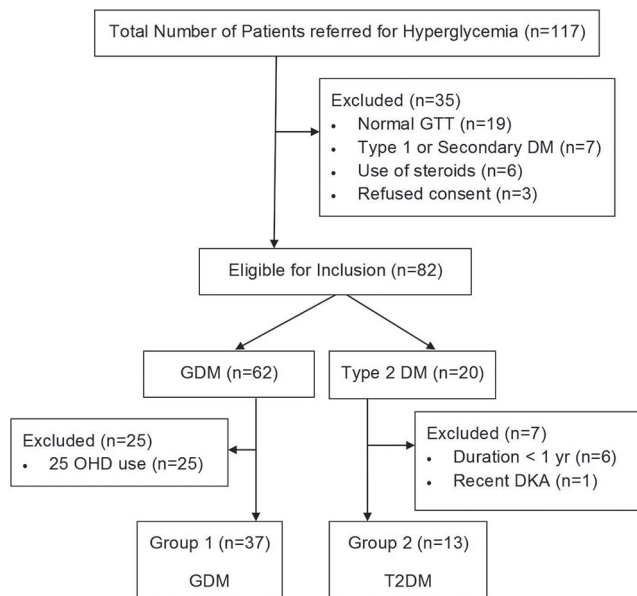 Total Number of Patients referred for Hyperglycemia (n=117)
Excluded (n=35)
• Normal GTT (n=19)
• Type 1 or Secondary DM (n=7)
• Use of steroids (n=6)
• Refused consent (n=3)
Eligible for Inclusion (n=82)
GDM (n=62)
Type 2 DM (n=20)
Excluded (n=25)
• 25 OHD use (n=25)
Excluded (n=7)
• Duration < 1 yr (n=6)
• Recent DKA (n=1)
Group 1 (n=37)
GDM
Group 2 (n=13)
T2DM